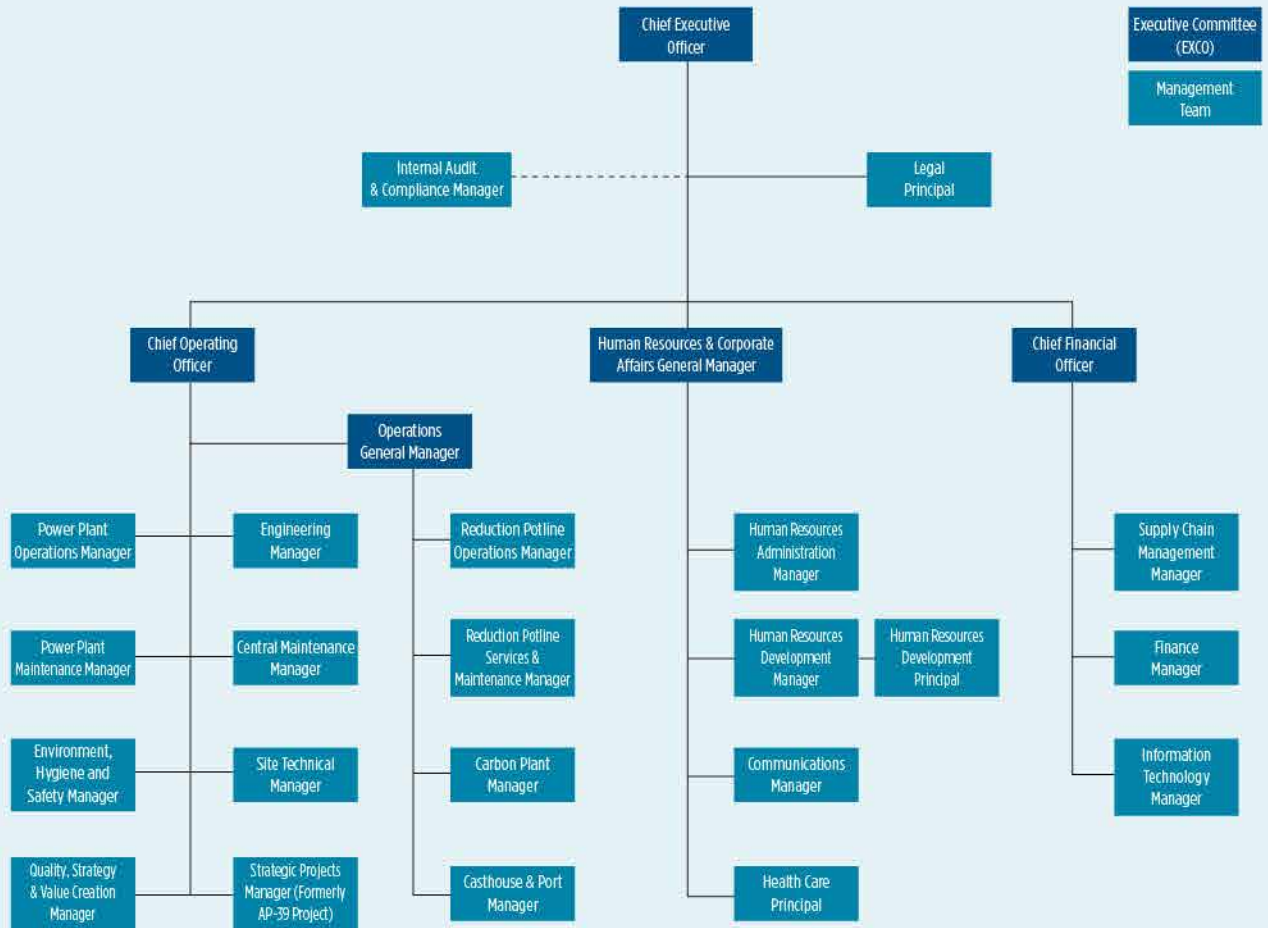 Chief Executive
Officer
Executive Committee
(EXCO)
Management
Team
Internal Audit
& Compliance Manager
Legal
Principal
Chief Operating
Officer
Human Resources & Corporate
Affairs General Manager
Chief Financial
Officer
Operations
General Manager
Power Plant
Operations Manager
Engineering
Manager
Reduction Potline
Operations Manager
Human Resources
Administration
Manager
Supply Chain
Management
Manager
Power Plant
Maintenance Manager
Central Maintenance
Manager
Reduction Potline
Services &
Maintenance Manager
Human Resources
Development
Manager
Human Resources
Development
Principal
Finance
Manager
Environment,
Hygiene and
Safety Manager
Site Technical
Manager
Carbon Plant
Manager
Communications
Manager
Information
Technology
Manager
Quality, Strategy
& Value Creation
Manager
Strategic Projects
Manager (Formerly
AP-39 Project)
Casthouse & Port
Manager
Health Care
Principal